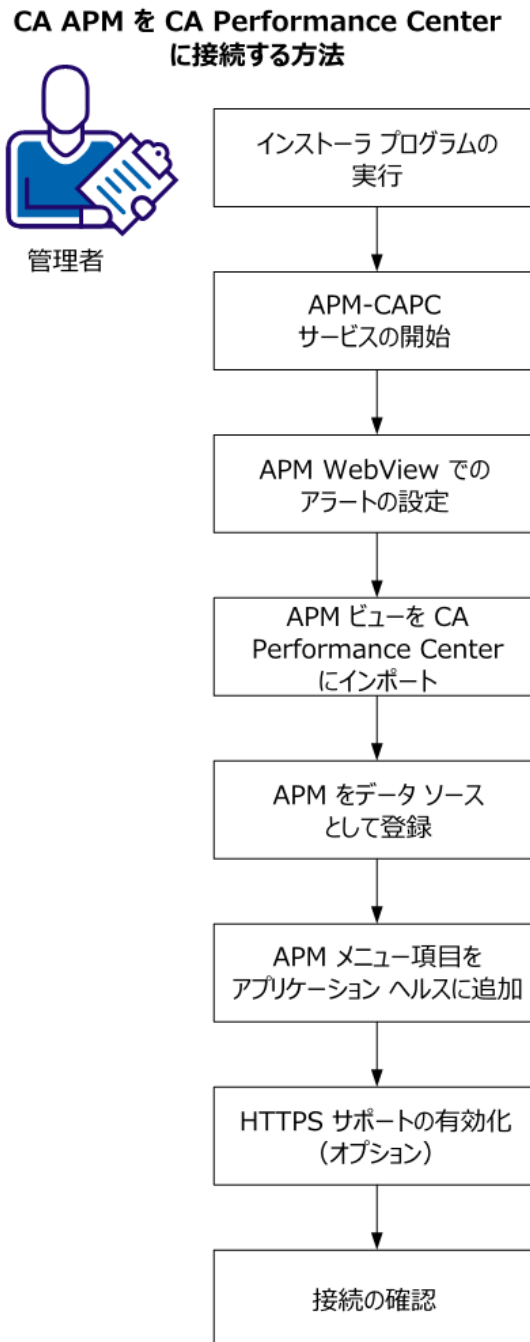 CA APM を CA Performance Center
に接続する方法
管理者
インストーラ プログラムの
実行
APM-CAPC
サービスの開始
APM WebView での
アラートの設定
APM ビューを CA
Performance Center
にインポート
APM をデータ ソース
として登録
APM メニュー項目を
アプリケーション ヘルスに追加
HTTPS サポートの有効化
（オプション）
接続の確認